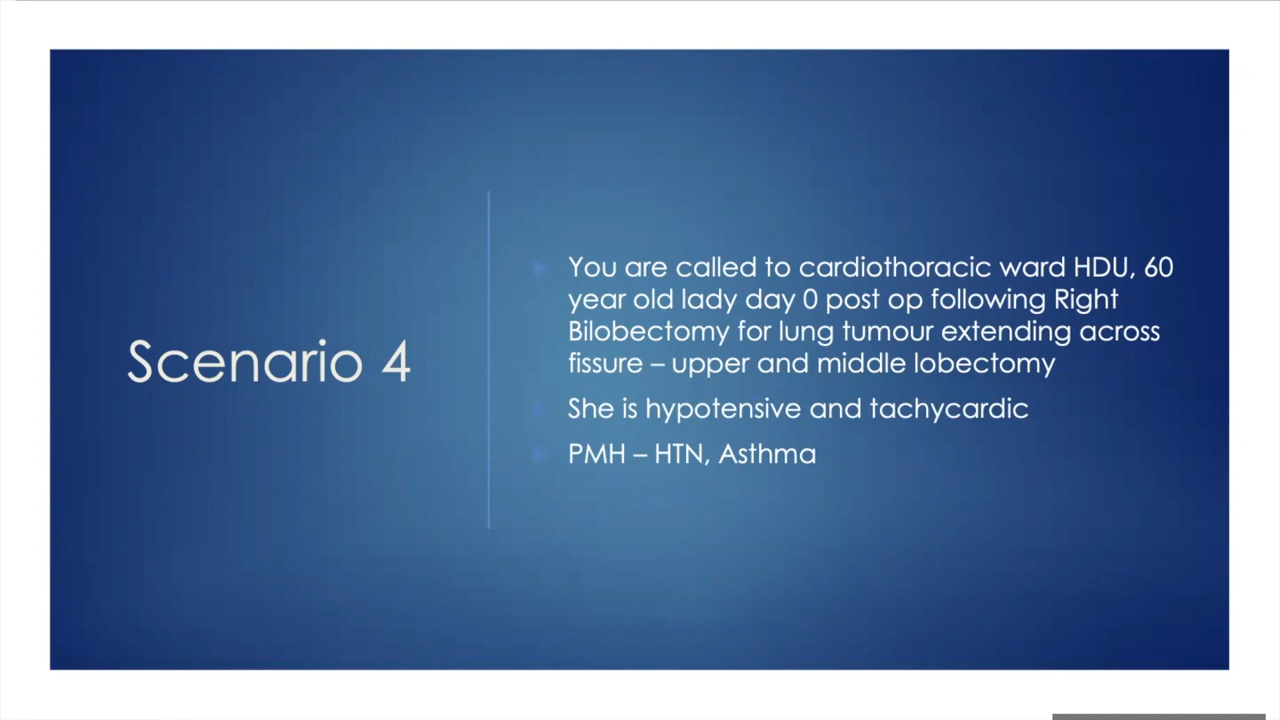 Scenario 4
You are called to cardiothoracic ward HDU, 60
year old lady day 0 post op following Right
Bilobectomy for lung tumour extending across
fissure – upper and middle lobectomy
She is hypotensive and tachycardic
PMH – HTN, Asthma